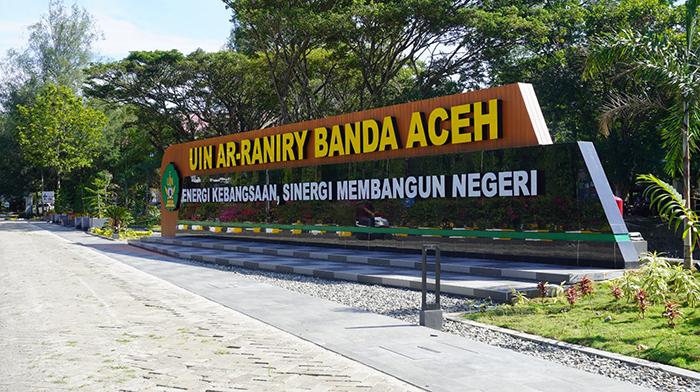 UIN AR-RANIRY BANDA ACEH
ENERGI KEBANGSAAN, SINERGI MEMBANGUN NEGERI